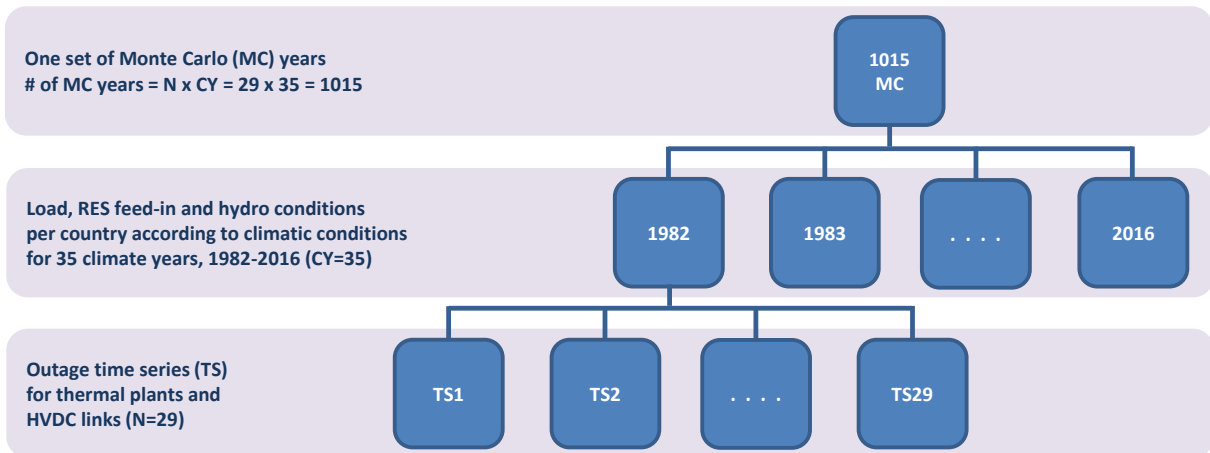 One set of Monte Carlo (MC) years
# of MC years = N x CY = 29 x 35 = 1015
1015
MC
Load, RES feed-in and hydro conditions
per country according to climatic conditions
for 35 climate years, 1982-2016 (CY=35)
1982
1983
. . . .
2016
Outage time series (TS)
for thermal plants and
HVDC links (N=29)
TS1
TS2
. . . .
TS29